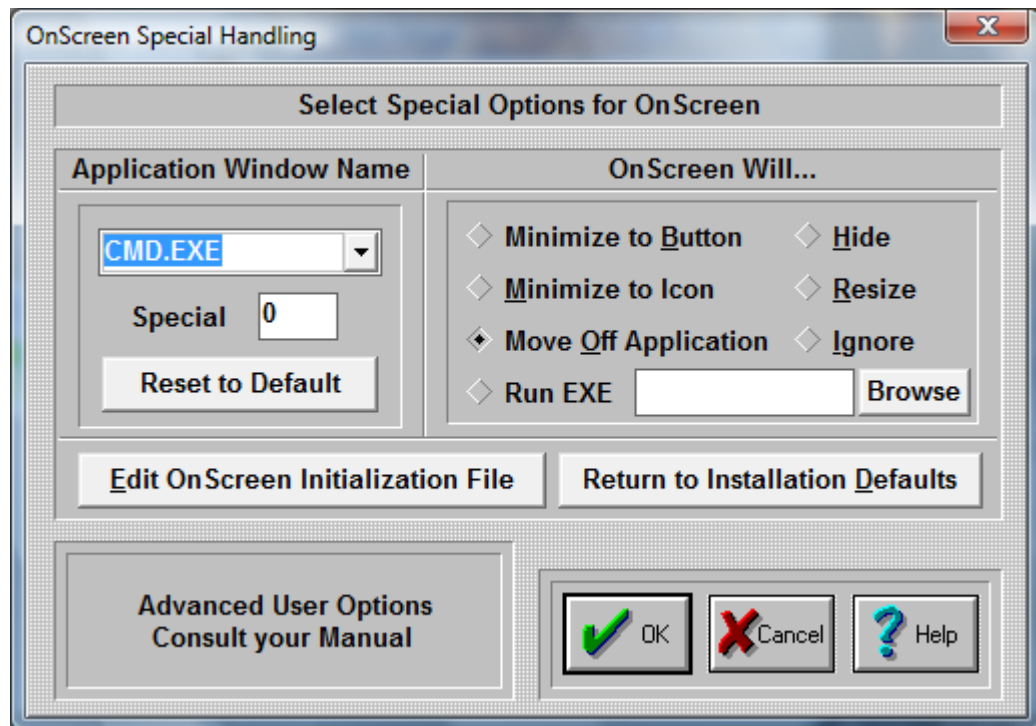 OnScreen Special Handling
X
Select Special Options for OnScreen
Application Window Name
OnScreen Will...
CMD.EXE
Special 0
Reset to Default
Minimize to Button
Hide
Minimize to Icon
Resize
Move Off Application
Ignore
Run EXE
Browse
Edit OnScreen Initialization File
Return to Installation Defaults
Advanced User Options
Consult your Manual
OK
Cancel
? Help